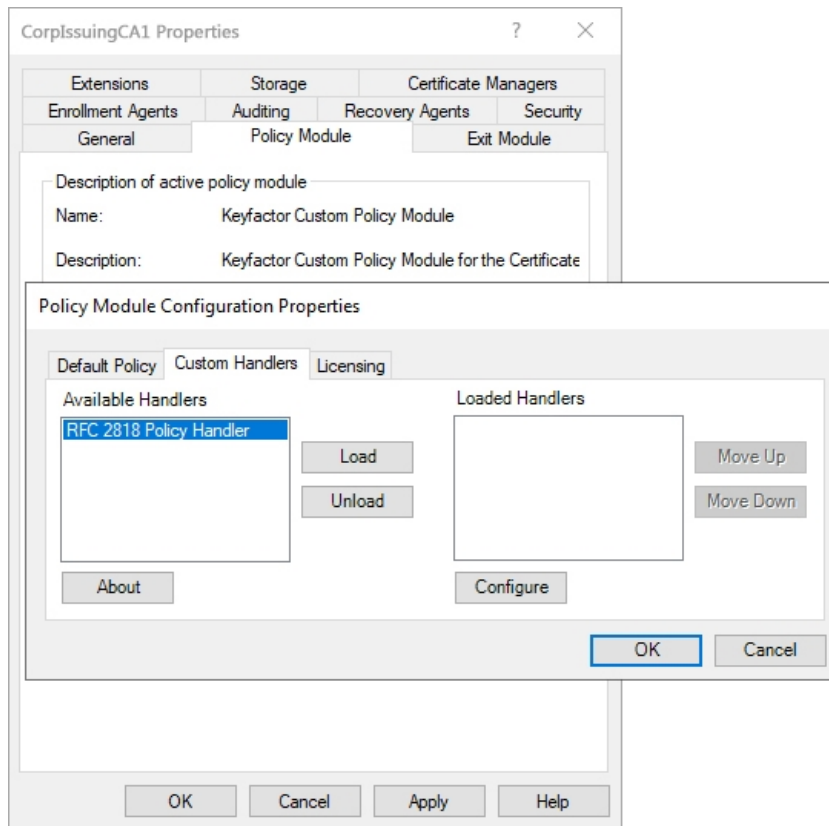 CorpIssuingCA1 Properties ?
Extensions Storage Certificate Managers
Enrollment Agents Auditing Recovery Agents Security
General Policy Module Exit Module
Description of active policy module
Name: Keyfactor Custom Policy Module
Description: Keyfactor Custom Policy Module for the Certificate
Policy Module Configuration Properties
Default Policy Custom Handlers Licensing
Available Handlers Loaded Handlers
RFC 2818 Policy Handler
Load Move Up
Unload Move Down
About Configure
OK Cancel
OK Cancel Apply Help